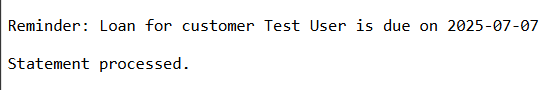 Reminder: Loan for customer Test User is due on 2025-07-07
Statement processed.